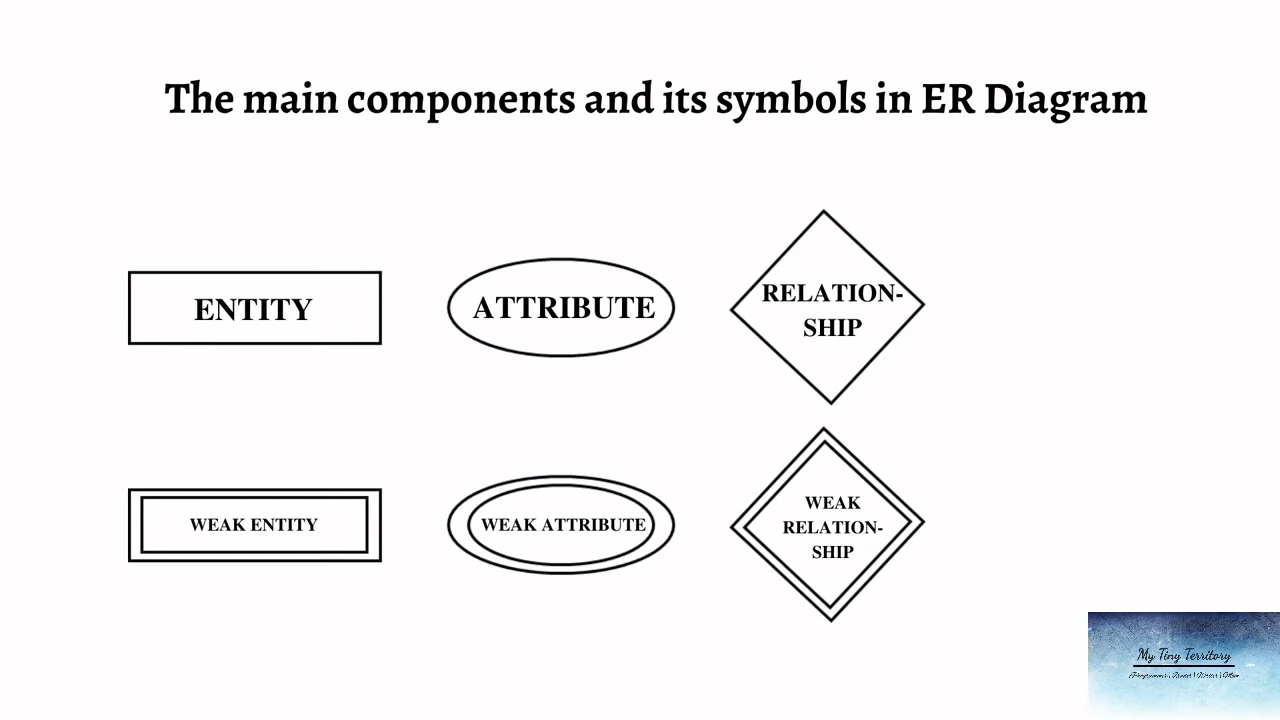 The main components and its symbols in ER Diagram
ENTITY
ATTRIBUTE
RELATION-
SHIP
WEAK ENTITY
WEAK ATTRIBUTE
WEAK
RELATION-
SHIP
My Tiny Territory